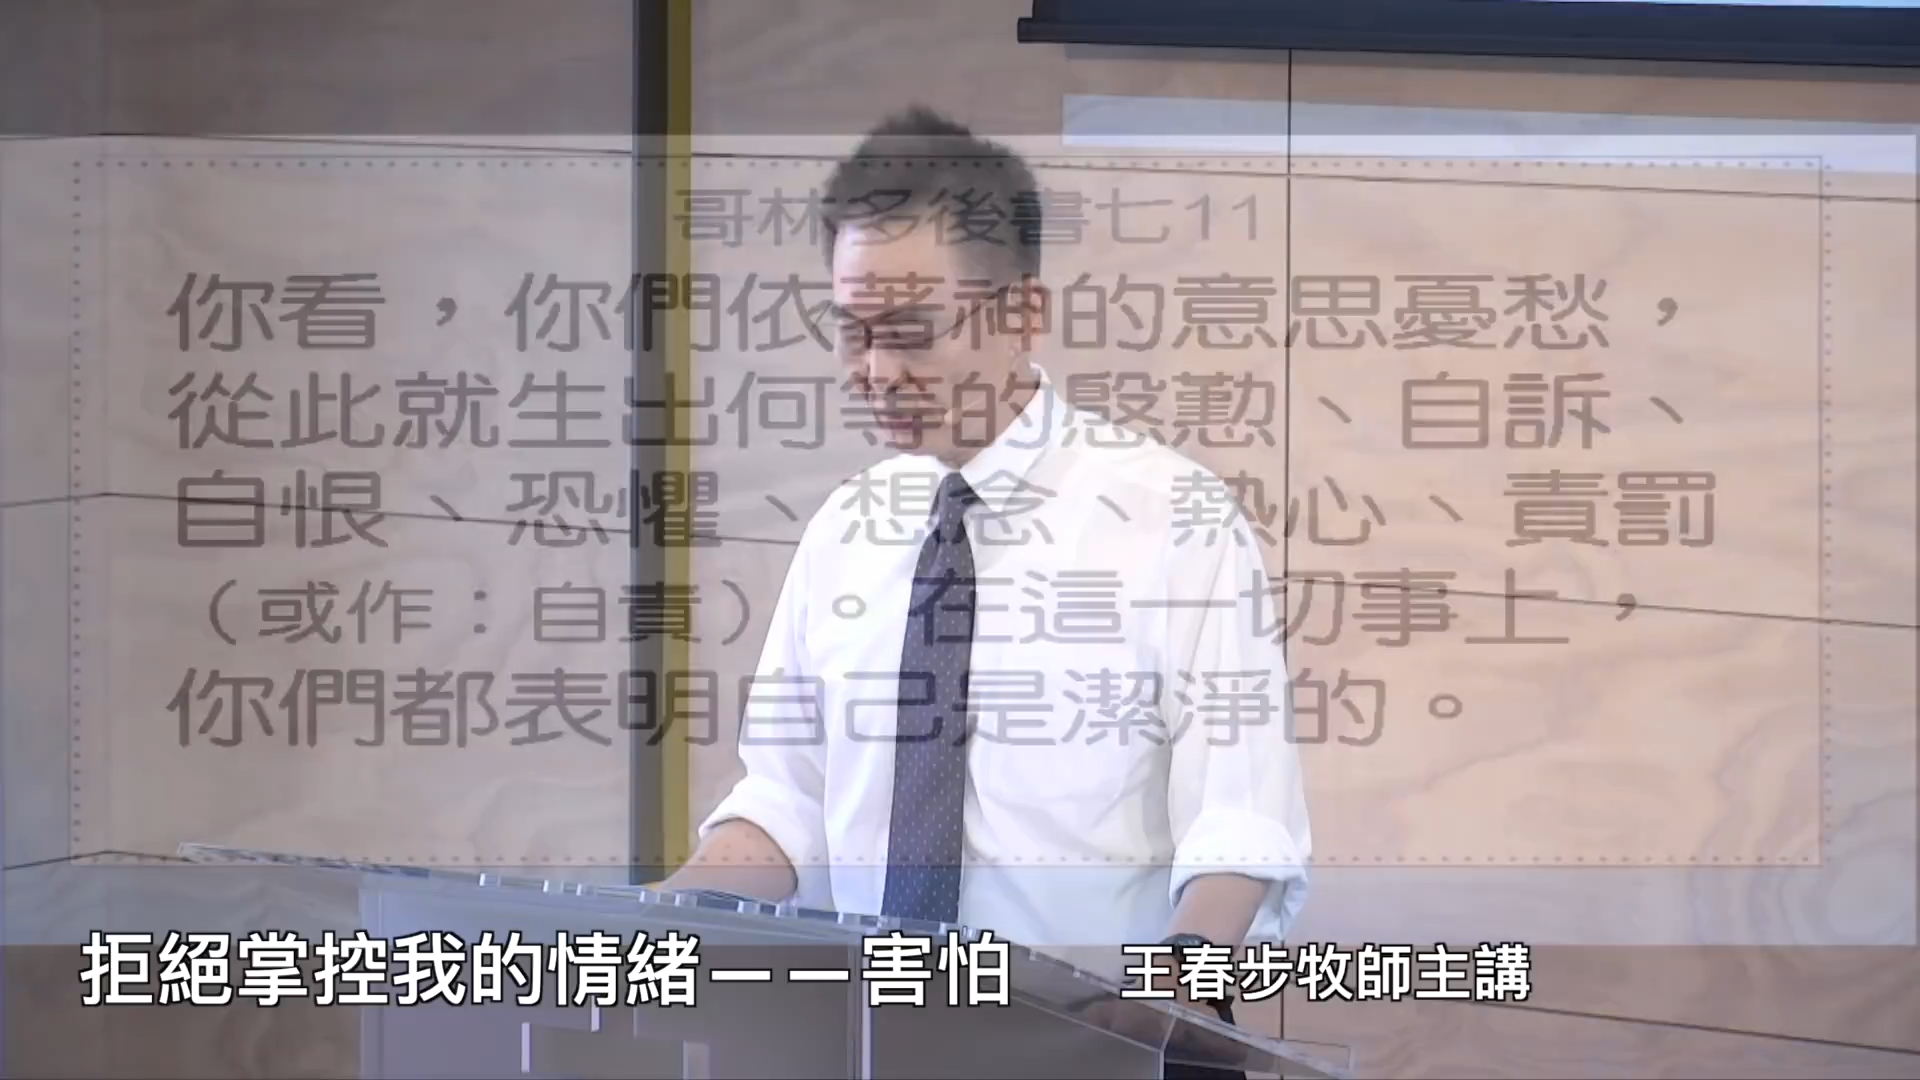 哥林多後書七11
你看，你們依著神的意思憂愁，
從此就生出何等的慇懃、自訴、
自恨、恐懼、想念、熱心、責罰
（或作：自責）。在這一切事上，
你們都表明自己是潔淨的。
拒絕掌控我的情緒——害怕
王春步牧師主講